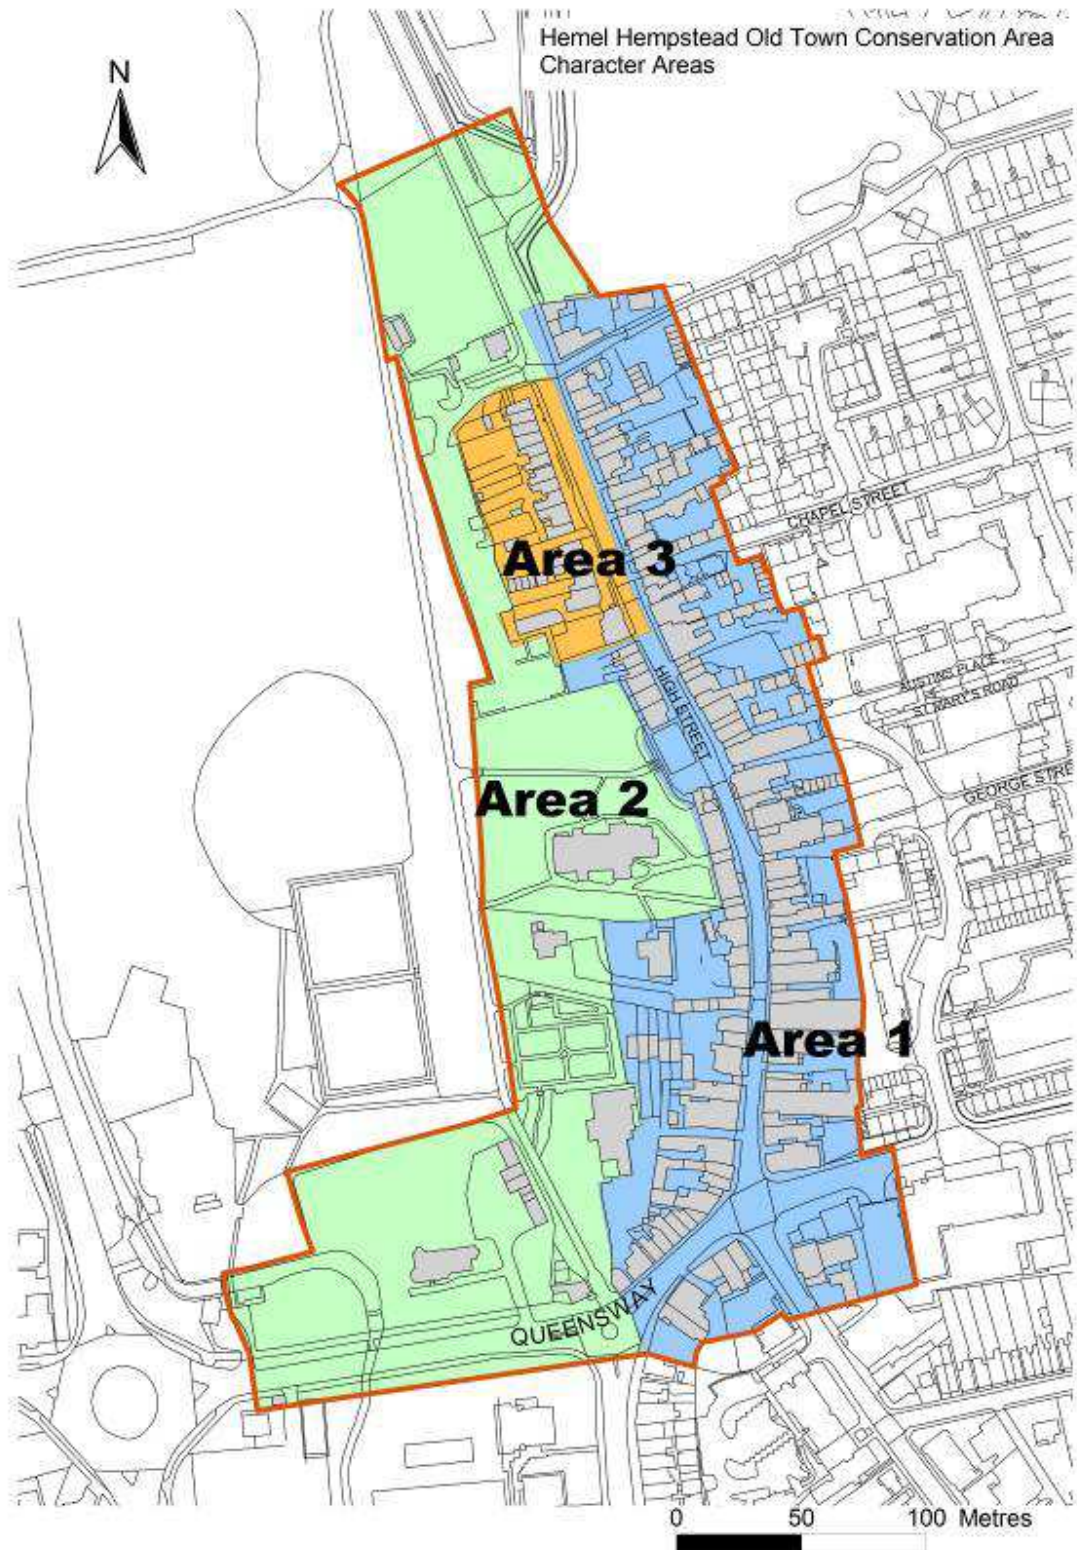 Hemel Hempstead Old Town Conservation Area
Character Areas
N
CHAPEL STREET
Area 3
HIGH STREET
AUSTINS PLACE
ST MARY'S ROAD
Area 2
GEORGE STRE
Area 1
QUEENSWAY
0 50 100 Metres